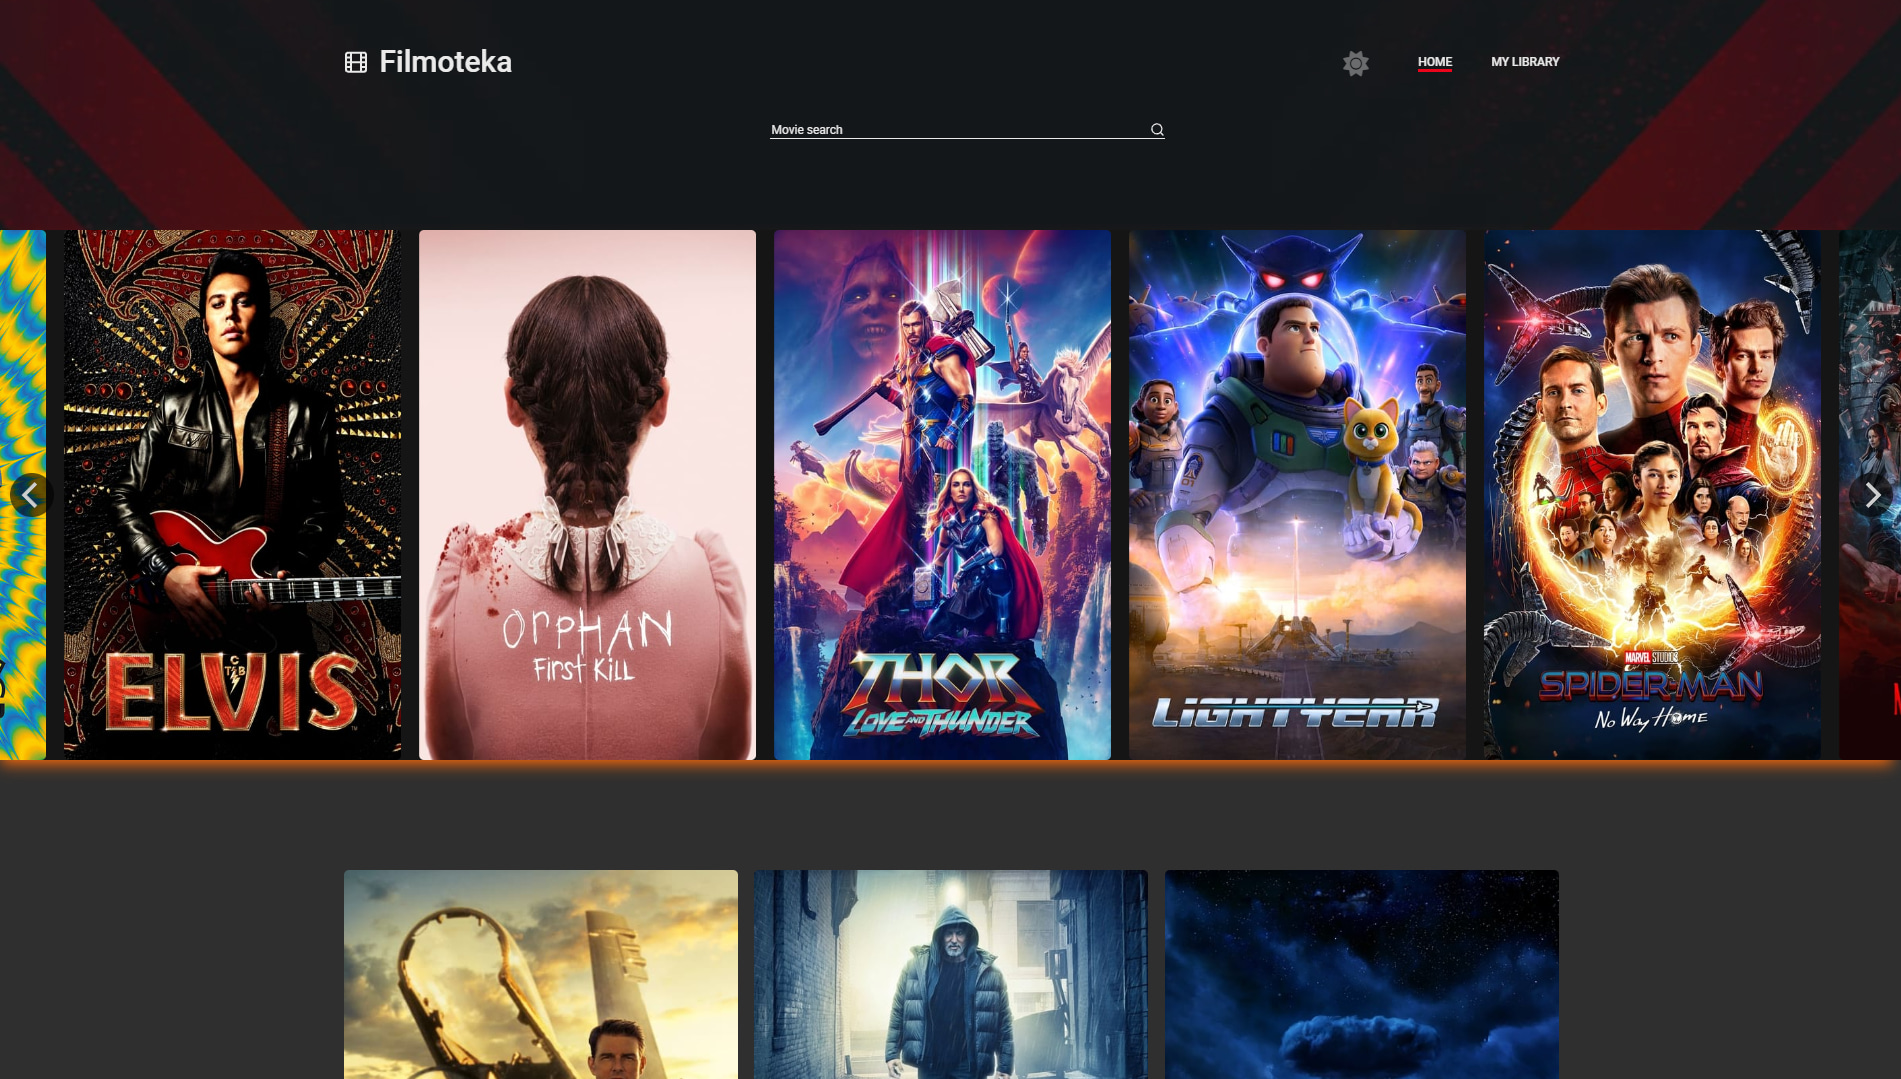 Filmoteka
HOME
MY LIBRARY
Movie search
ELVIS
TCB
ORPHAN
FIRST KILL
THOR
LOVE AND THUNDER
LIGHTYEAR
MARVEL STUDIOS
SPIDER-MAN
NO WAY HOME